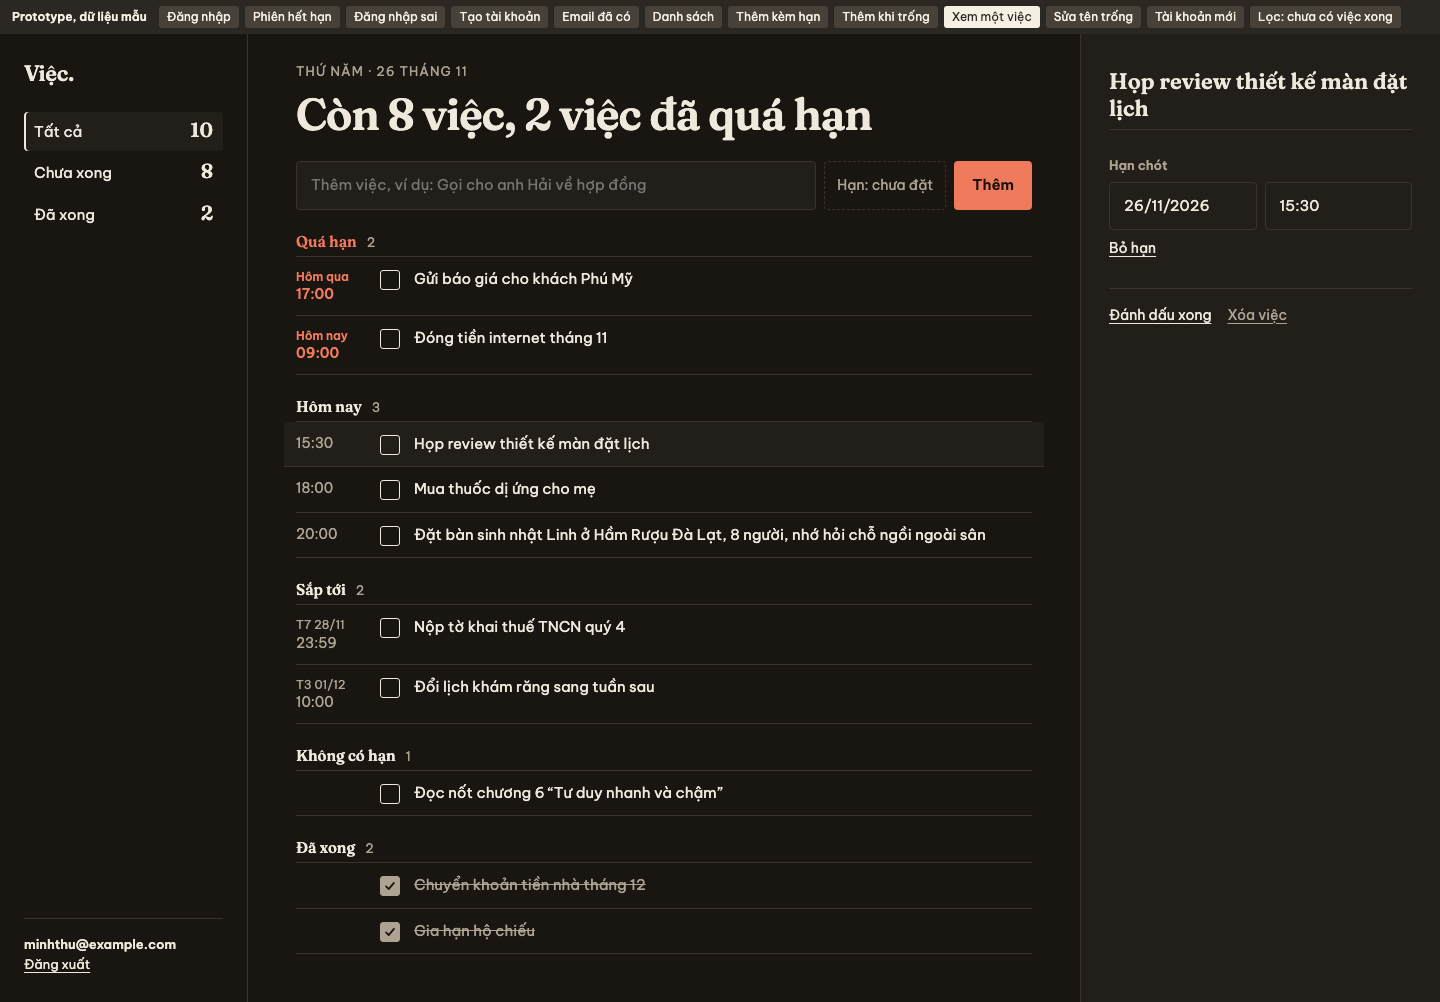 Prototype, dữ liệu mẫu
Đăng nhập
Phiên hết hạn
Đăng nhập sai
Tạo tài khoản
Email đã có
Danh sách
Thêm kèm hạn
Thêm khi trống
Xem một việc
Sửa tên trống
Tài khoản mới
Lọc: chưa có việc xong
Việc.
Tất cả 10
Chưa xong 8
Đã xong 2
minhthu@example.com
Đăng xuất
THỨ NĂM · 26 THÁNG 11
Còn 8 việc, 2 việc đã quá hạn
Thêm việc, ví dụ: Gọi cho anh Hải về hợp đồng
Hạn: chưa đặt
Thêm
Quá hạn 2
Hôm qua
17:00
Gửi báo giá cho khách Phú Mỹ
Hôm nay
09:00
Đóng tiền internet tháng 11
Hôm nay 3
15:30 Họp review thiết kế màn đặt lịch
18:00 Mua thuốc dị ứng cho mẹ
20:00 Đặt bàn sinh nhật Linh ở Hầm Rượu Đà Lạt, 8 người, nhớ hỏi chỗ ngồi ngoài sân
Sắp tới 2
T7 28/11
23:59
Nộp tờ khai thuế TNCN quý 4
T3 01/12
10:00
Đổi lịch khám răng sang tuần sau
Không có hạn 1
Đọc nốt chương 6 “Tư duy nhanh và chậm”
Đã xong 2
Chuyển khoản tiền nhà tháng 12
Gia hạn hộ chiếu
Họp review thiết kế màn đặt
lịch
Hạn chót
26/11/2026
15:30
Bỏ hạn
Đánh dấu xong
Xóa việc